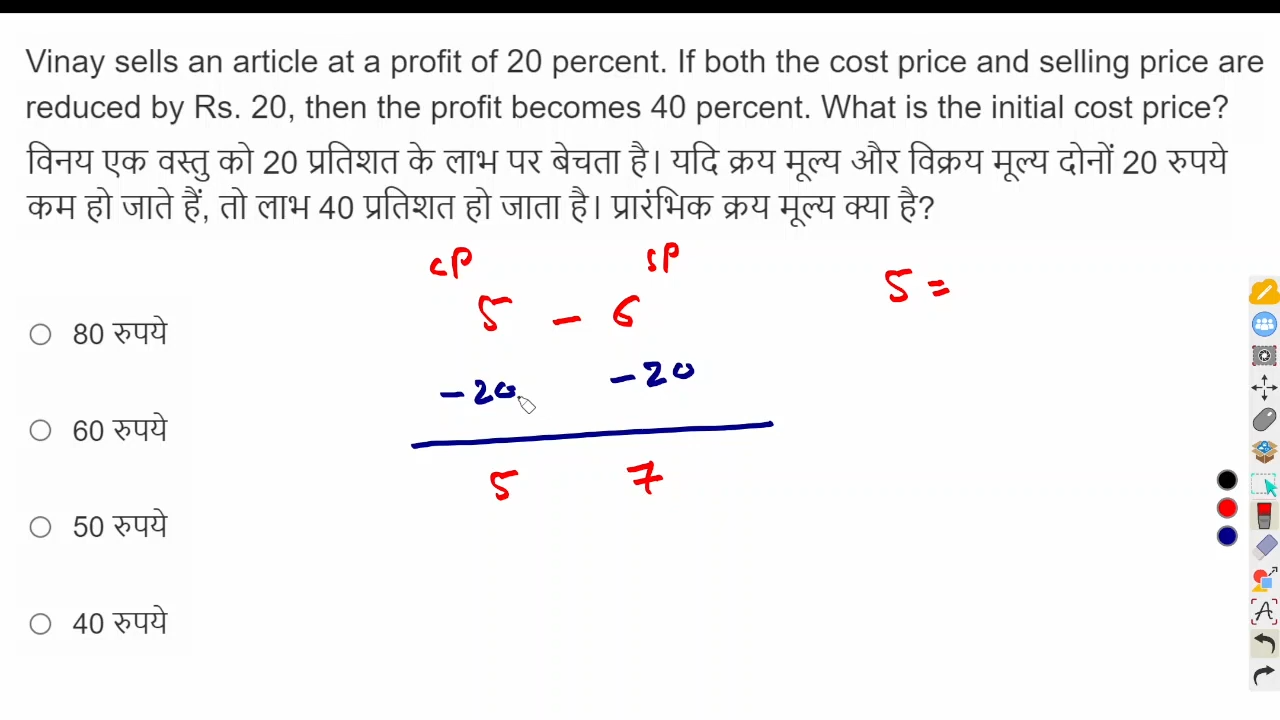 Vinay sells an article at a profit of 20 percent. If both the cost price and selling price are
reduced by Rs. 20, then the profit becomes 40 percent. What is the initial cost price?
विनय एक वस्तु को 20 प्रतिशत के लाभ पर बेचता है। यदि क्रय मूल्य और विक्रय मूल्य दोनों 20 रुपये
कम हो जाते हैं, तो लाभ 40 प्रतिशत हो जाता है। प्रारंभिक क्रय मूल्य क्या है?
CP SP
5 - 6 5 =
-20 -20
5 7
80 रुपये
60 रुपये
50 रुपये
40 रुपये